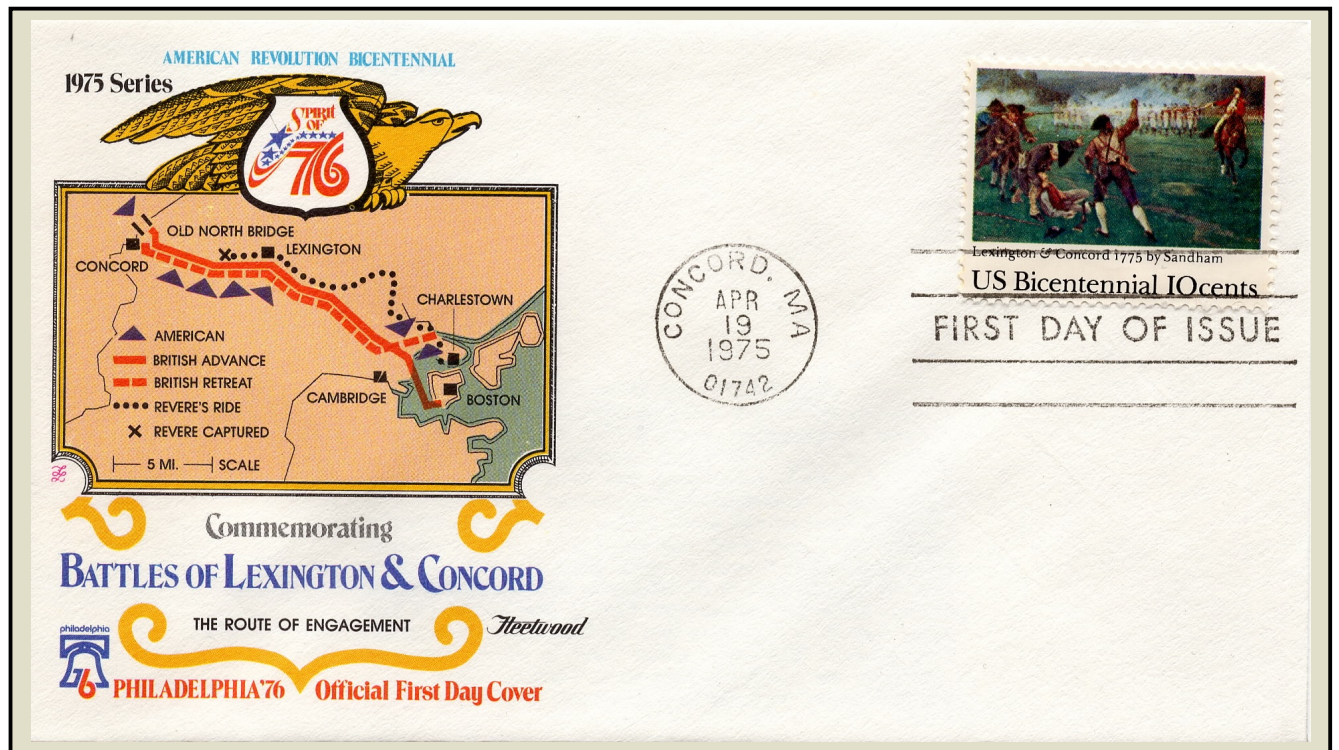 AMERICAN REVOLUTION BICENTENNIAL
1975 Series
SPIRIT
OF
76
OLD NORTH BRIDGE
LEXINGTON
CONCORD
CHARLESTOWN
AMERICAN
BRITISH ADVANCE
BRITISH RETREAT
REVERE'S RIDE
REVERE CAPTURED
CAMBRIDGE
BOSTON
5 MI. SCALE
Commemorating
BATTLES OF LEXINGTON & CONCORD
THE ROUTE OF ENGAGEMENT
Fleetwood
philadelphia
76
PHILADELPHIA '76 Official First Day Cover
CONCORD, MA
APR
19
1975
01742
Lexington & Concord 1775 by Sandham
US Bicentennial IOcents
FIRST DAY OF ISSUE